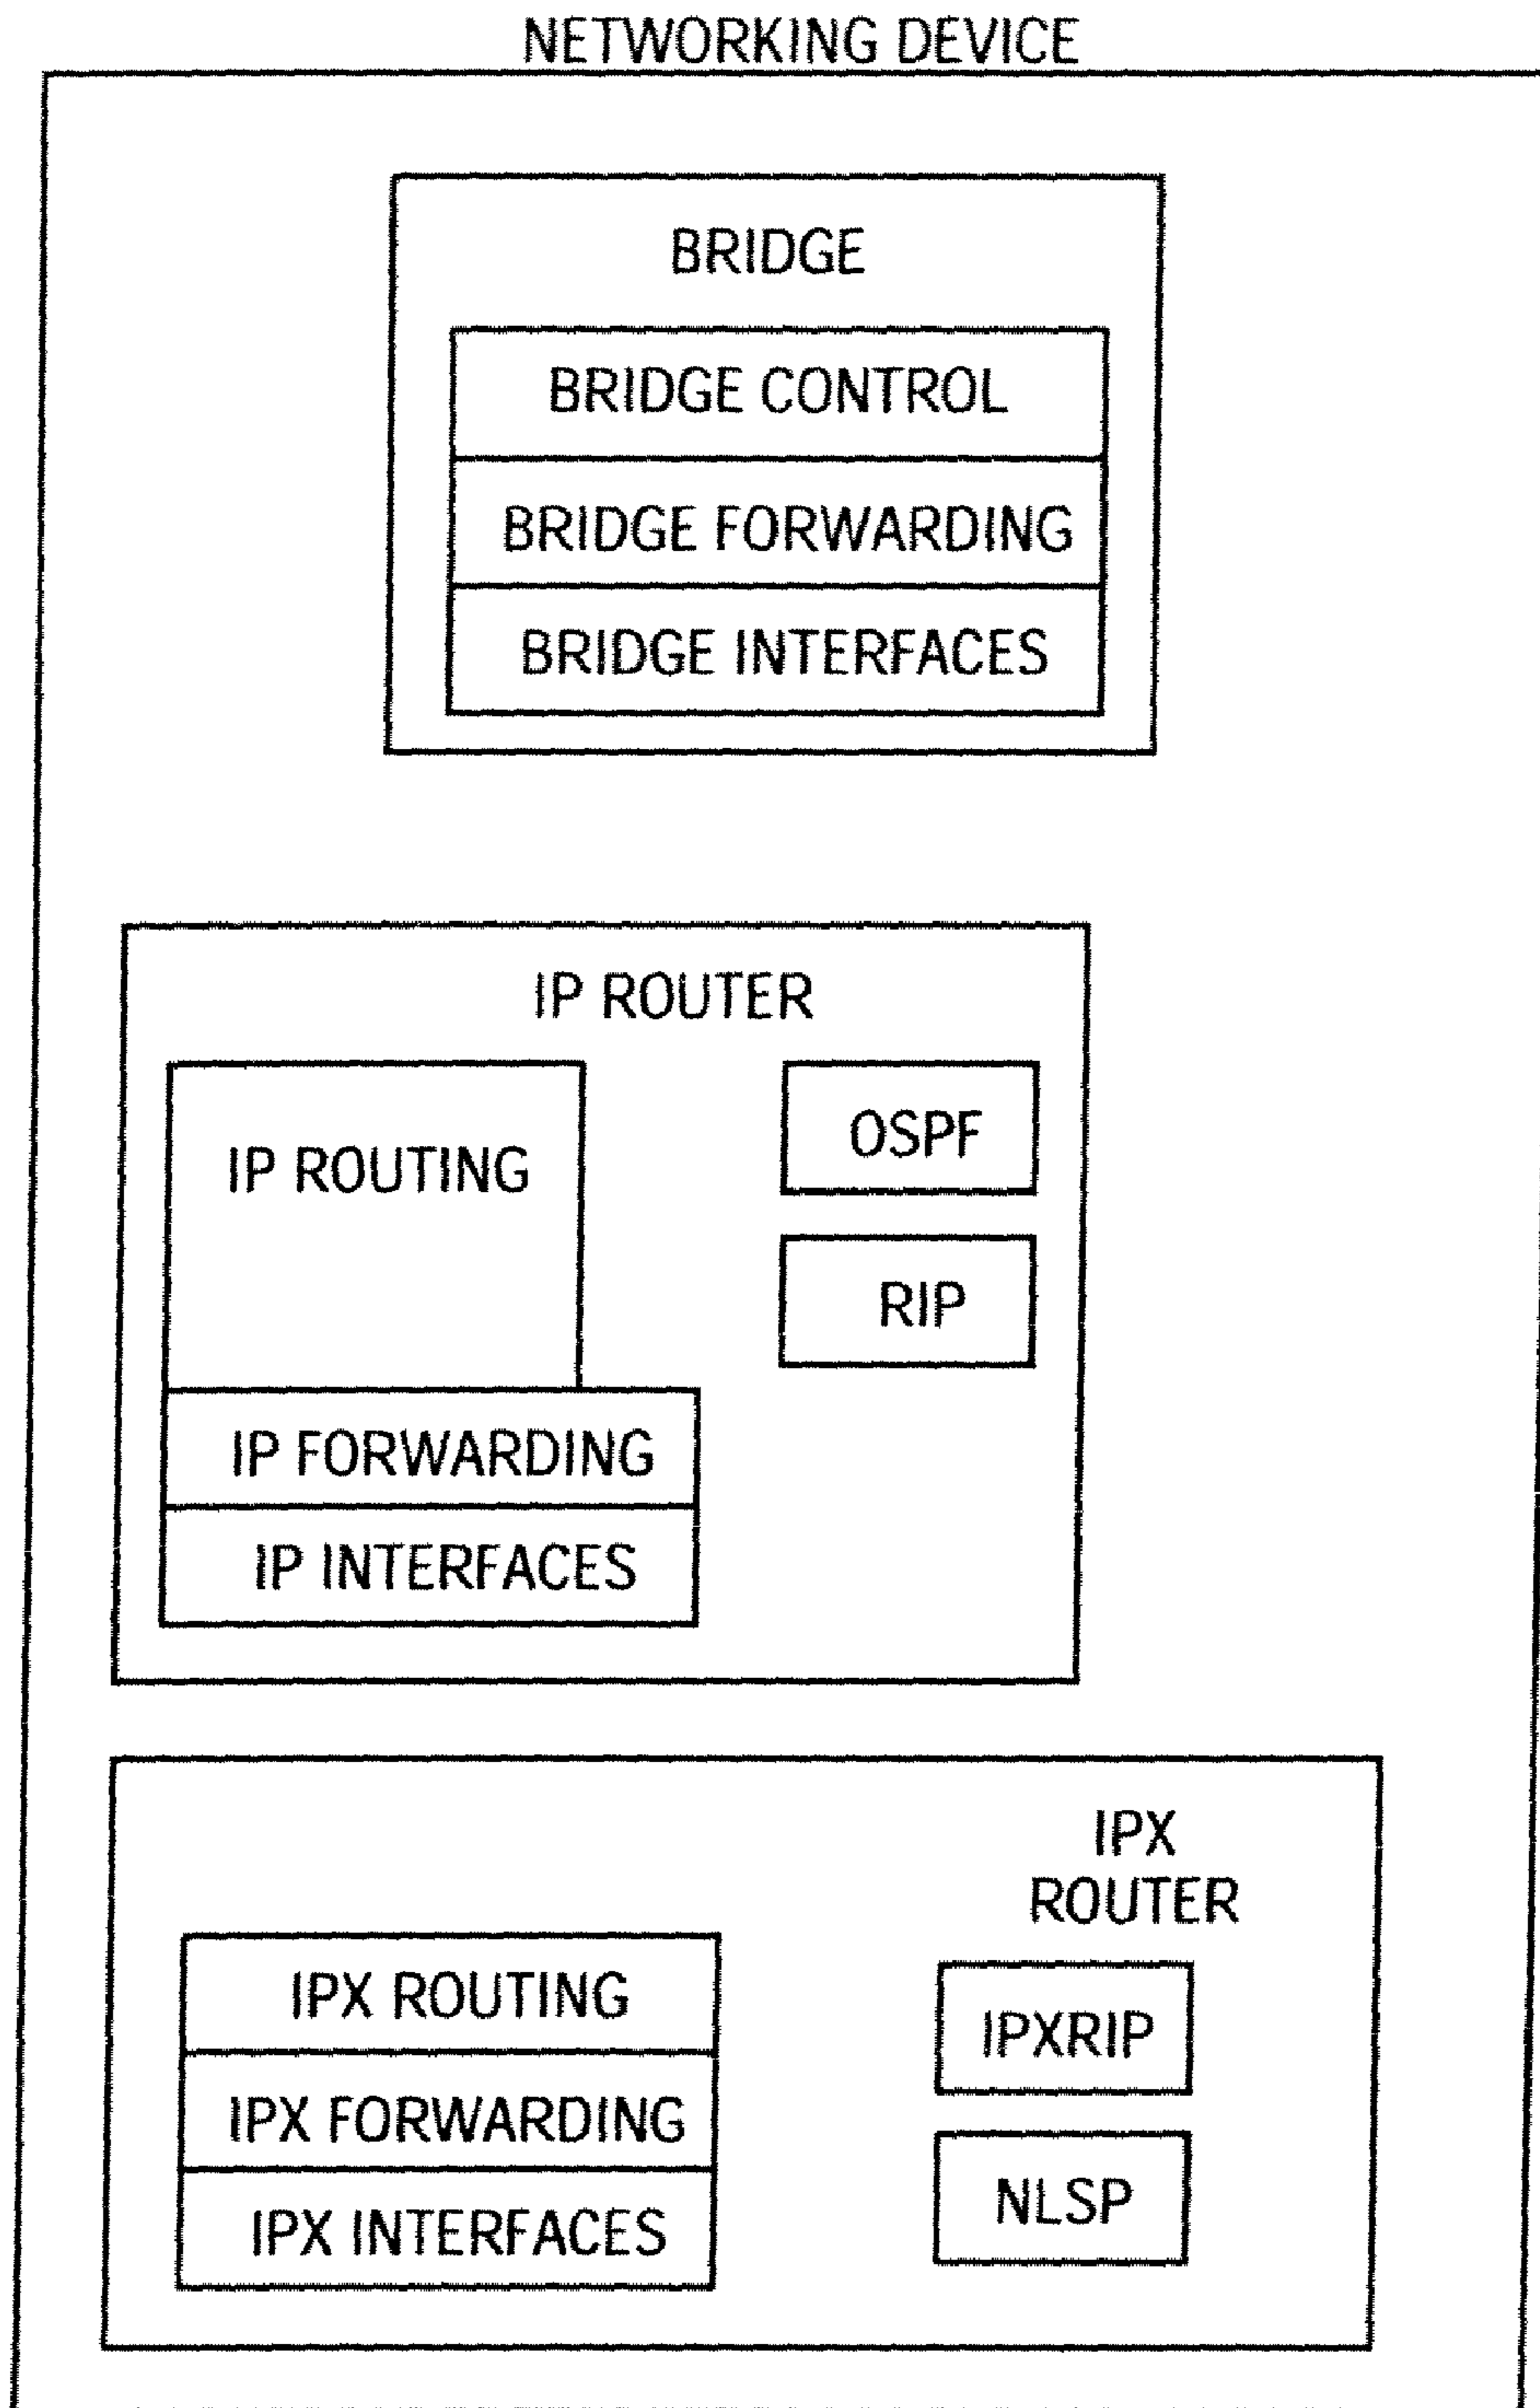 NETWORKING DEVICE
BRIDGE
BRIDGE CONTROL
BRIDGE FORWARDING
BRIDGE INTERFACES
IP ROUTER
IP ROUTING
OSPF
RIP
IP FORWARDING
IP INTERFACES
IPX
ROUTER
IPX ROUTING
IPXRIP
IPX FORWARDING
NLSP
IPX INTERFACES